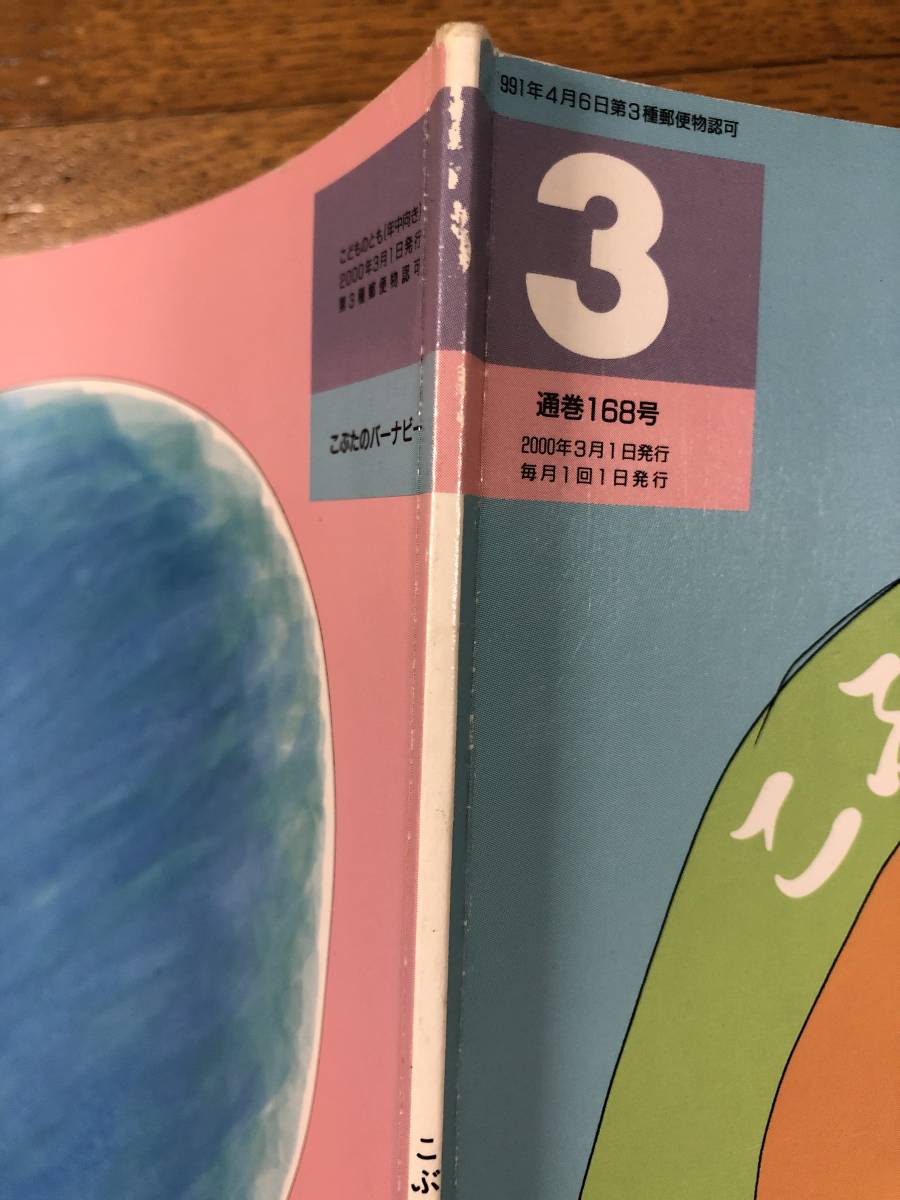 991年4月6日第3種郵便物認可
3
通巻168号
2000年3月1日発行
毎月1回1日発行
こどものとも(年中向き)
2000年3月1日発行
第3種郵便物認可
こぶたのバーナビー
こぶ